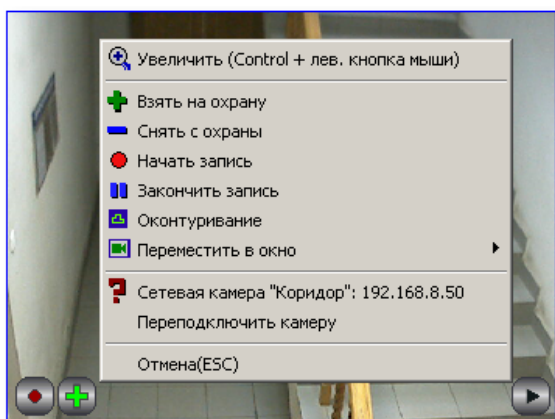 Увеличить (Control + лев. кнопка мыши)
Взять на охрану
Снять с охраны
Начать запись
Закончить запись
Оконтуривание
Переместить в окно
Сетевая камера "Коридор": 192.168.8.50
Переподключить камеру
Отмена(ESC)